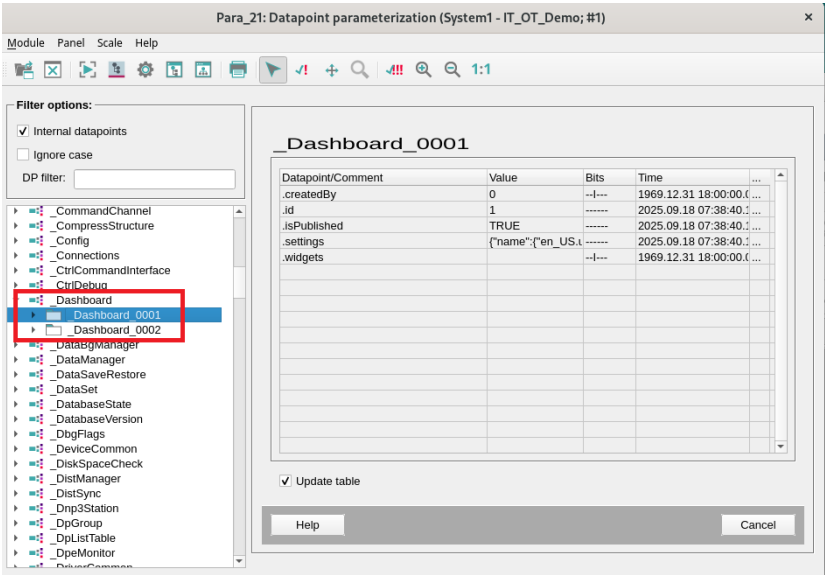 Para_21: Datapoint parameterization (System1 - IT_OT_Demo; #1)
Module Panel Scale Help
1:1
Filter options:
Internal datapoints
Ignore case
DP filter:
_CommandChannel
_CompressStructure
_Config
_Connections
_CtrlCommandInterface
_CtrlDebug
_Dashboard
_Dashboard_0001
_Dashboard_0002
_DataBgManager
_DataManager
_DataSaveRestore
_DataSet
_DatabaseState
_DatabaseVersion
_DbgFlags
_DeviceCommon
_DiskSpaceCheck
_DistManager
_DistSync
_Dnp3Station
_DpGroup
_DpListTable
_DpeMonitor
_DriverCommon
_Dashboard_0001
Datapoint/Comment Value Bits Time ...
.createdBy 0 --I--- 1969.12.31 18:00:00.0 ...
.id 1 ------ 2025.09.18 07:38:40.1 ...
.isPublished TRUE ------ 2025.09.18 07:38:40.1 ...
.settings {"name":{"en_US.u ------ 2025.09.18 07:38:40.1 ...
.widgets --I--- 1969.12.31 18:00:00.0 ...
Update table
Help Cancel